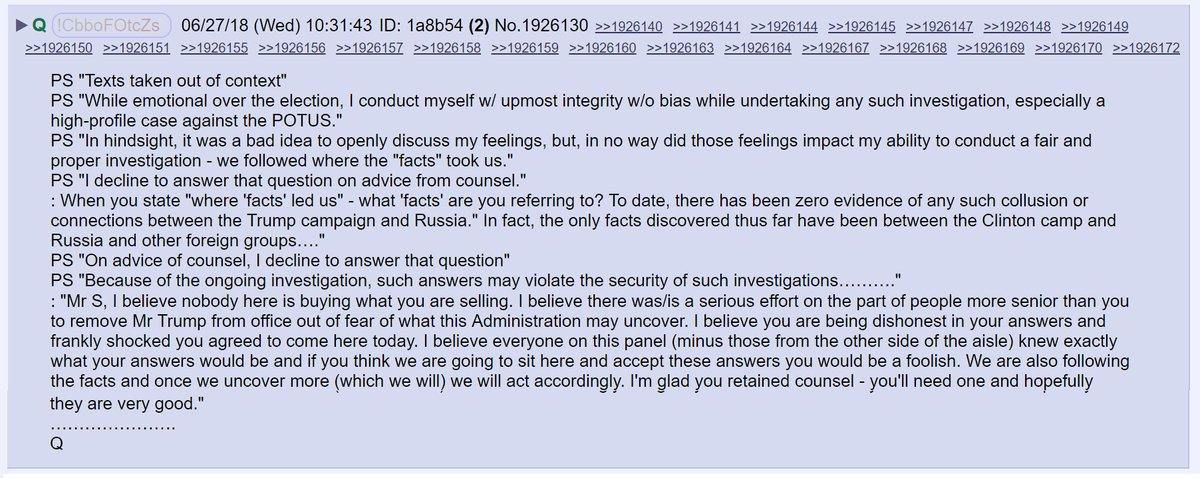 ▶ Q !CbboFOtcZs 06/27/18 (Wed) 10:31:43 ID: 1a8b54 (2) No.1926130 >>1926140 >>1926141 >>1926144 >>1926145 >>1926147 >>1926148 >>1926149
>>1926150 >>1926151 >>1926155 >>1926156 >>1926157 >>1926158 >>1926159 >>1926160 >>1926163 >>1926164 >>1926167 >>1926168 >>1926169 >>1926170 >>1926172
PS "Texts taken out of context"
PS "While emotional over the election, I conduct myself w/ upmost integrity w/o bias while undertaking any such investigation, especially a
high-profile case against the POTUS."
PS "In hindsight, it was a bad idea to openly discuss my feelings, but, in no way did those feelings impact my ability to conduct a fair and
proper investigation - we followed where the "facts" took us."
PS "I decline to answer that question on advice from counsel."
: When you state "where 'facts' led us" - what 'facts' are you referring to? To date, there has been zero evidence of any such collusion or
connections between the Trump campaign and Russia." In fact, the only facts discovered thus far have been between the Clinton camp and
Russia and other foreign groups…."
PS "On advice of counsel, I decline to answer that question"
PS "Because of the ongoing investigation, such answers may violate the security of such investigations………."
: "Mr S, I believe nobody here is buying what you are selling. I believe there was/is a serious effort on the part of people more senior than you
to remove Mr Trump from office out of fear of what this Administration may uncover. I believe you are being dishonest in your answers and
frankly shocked you agreed to come here today. I believe everyone on this panel (minus those from the other side of the aisle) knew exactly
what your answers would be and if you think we are going to sit here and accept these answers you would be a foolish. We are also following
the facts and once we uncover more (which we will) we will act accordingly. I'm glad you retained counsel - you'll need one and hopefully
they are very good."
………………….
Q